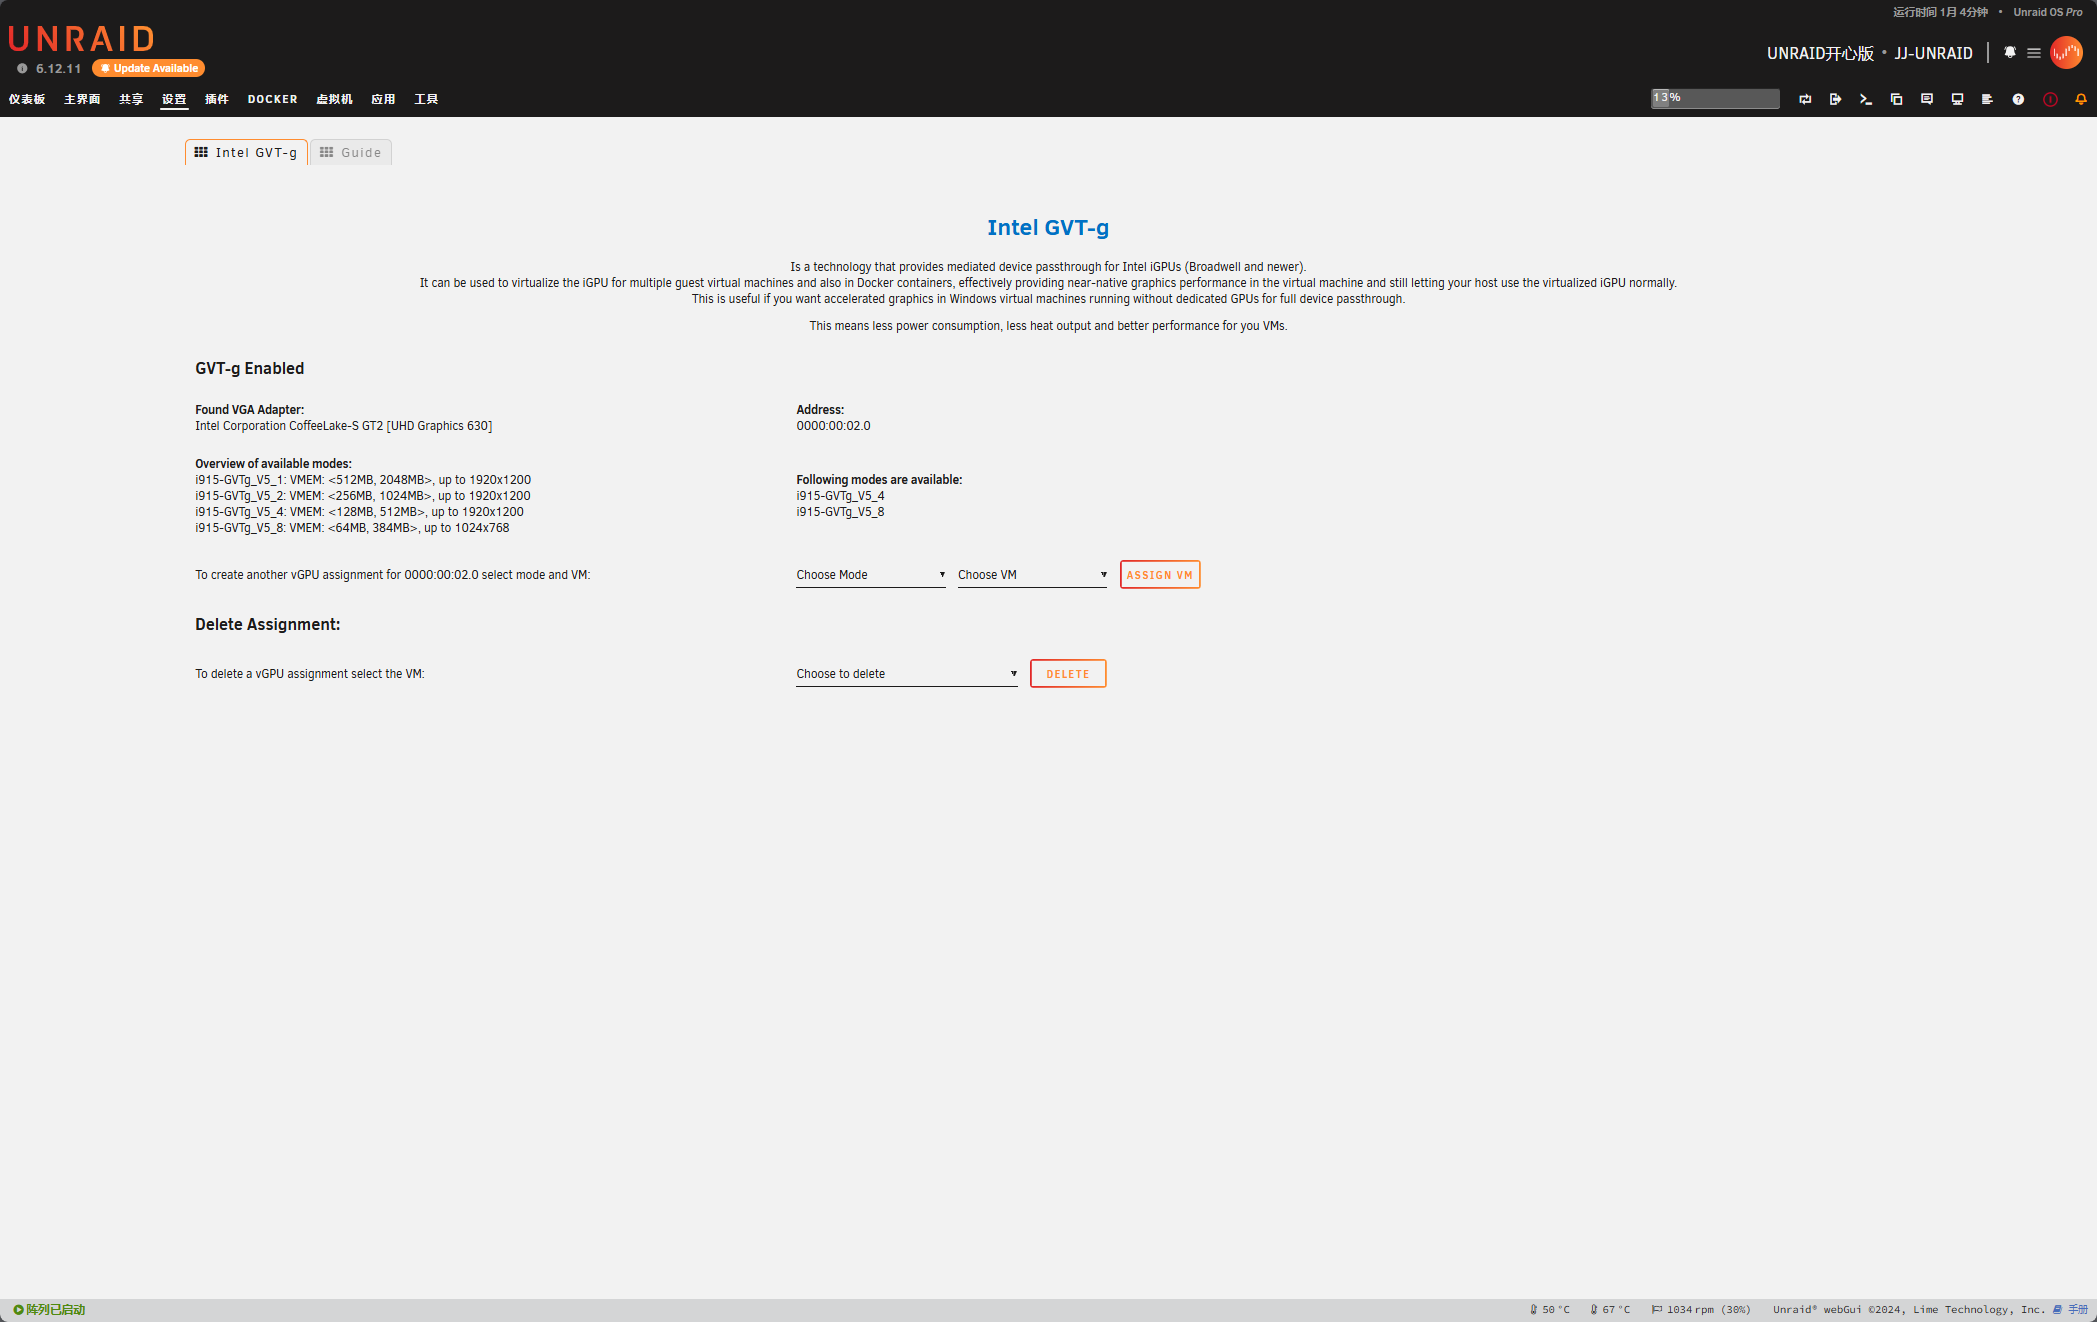 运行时间 1月 4分钟 • Unraid OS Pro
UNRAID
6.12.11 Update Available
UNRAID开心版 • JJ-UNRAID
仪表板 主界面 共享 设置 插件 DOCKER 虚拟机 应用 工具
13%
Intel GVT-g Guide
Intel GVT-g
Is a technology that provides mediated device passthrough for Intel iGPUs (Broadwell and newer).
It can be used to virtualize the iGPU for multiple guest virtual machines and also in Docker containers, effectively providing near-native graphics performance in the virtual machine and still letting your host use the virtualized iGPU normally.
This is useful if you want accelerated graphics in Windows virtual machines running without dedicated GPUs for full device passthrough.
This means less power consumption, less heat output and better performance for you VMs.
GVT-g Enabled
Found VGA Adapter:
Intel Corporation CoffeeLake-S GT2 [UHD Graphics 630]
Address:
0000:00:02.0
Overview of available modes:
i915-GVTg_V5_1: VMEM: <512MB, 2048MB>, up to 1920x1200
i915-GVTg_V5_2: VMEM: <256MB, 1024MB>, up to 1920x1200
i915-GVTg_V5_4: VMEM: <128MB, 512MB>, up to 1920x1200
i915-GVTg_V5_8: VMEM: <64MB, 384MB>, up to 1024x768
Following modes are available:
i915-GVTg_V5_4
i915-GVTg_V5_8
To create another vGPU assignment for 0000:00:02.0 select mode and VM:
Choose Mode Choose VM ASSIGN VM
Delete Assignment:
To delete a vGPU assignment select the VM:
Choose to delete DELETE
阵列已启动
50 °C 67 °C 1034 rpm (30%) Unraid® webGui ©2024, Lime Technology, Inc. 手册